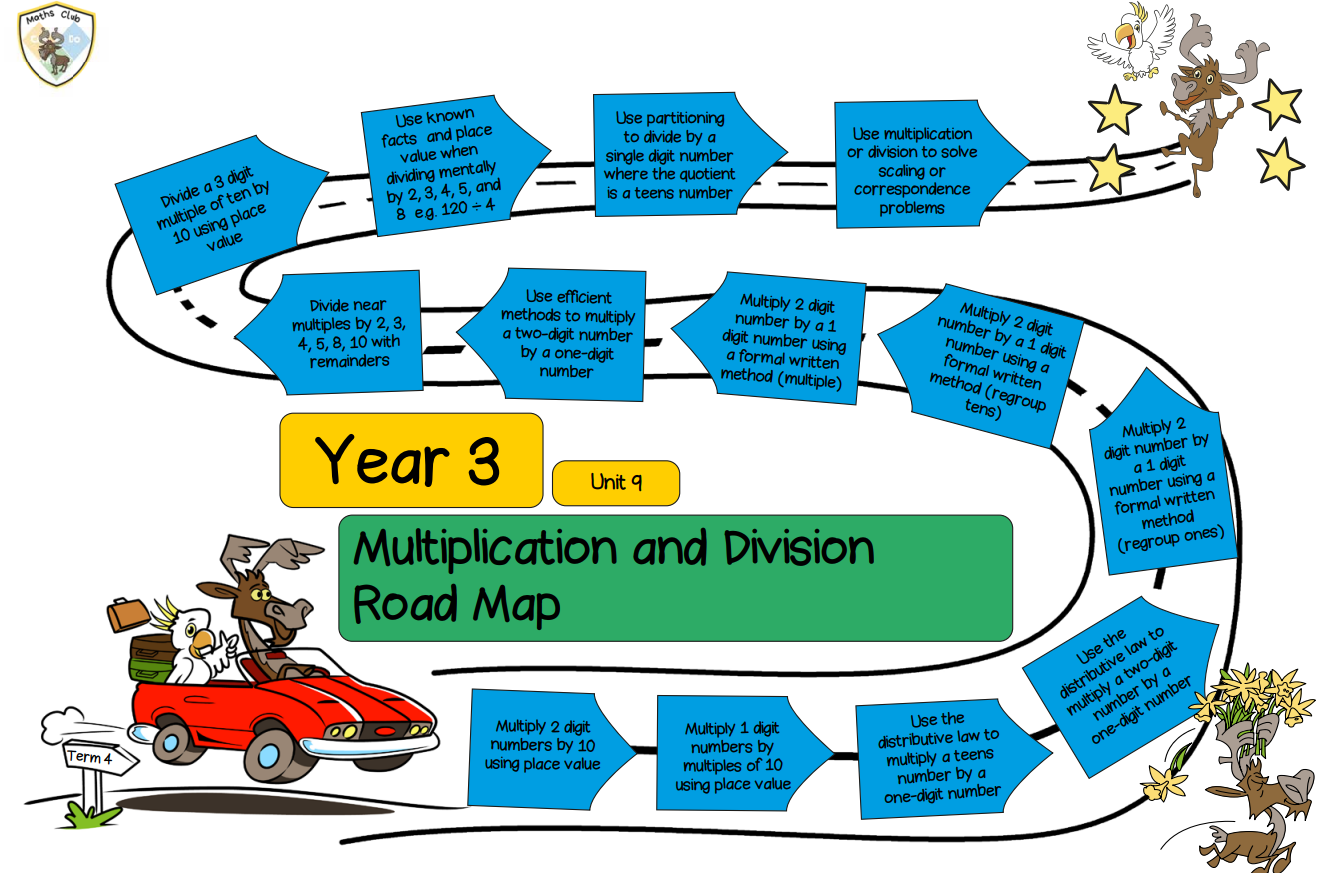 Maths Club
Go Do
Use known
facts and place
value when
dividing mentally
by 2, 3, 4, 5, and
8 e.g. 120 ÷ 4
Use partitioning
to divide by a
single digit number
where the quotient
is a teens number
Use multiplication
or division to solve
scaling or
correspondence
problems
Divide a 3 digit
multiple of ten by
10 using place
value
Divide near
multiples by 2, 3,
4, 5, 8, 10 with
remainders
Use efficient
methods to multiply
a two-digit number
by a one-digit
number
Multiply 2 digit
number by a 1
digit number using
a formal written
method (multiple)
Multiply 2 digit
number by a 1 digit
number using a
formal written
method (regroup
tens)
Multiply 2
digit number by
a 1 digit
number using a
formal written
method
(regroup ones)
Year 3
Unit 9
Multiplication and Division
Road Map
Use the
distributive law to
multiply a two-digit
number by a
one-digit number
Term 4
Multiply 2 digit
numbers by 10
using place value
Multiply 1 digit
numbers by
multiples of 10
using place value
Use the
distributive law to
multiply a teens
number by a
one-digit number